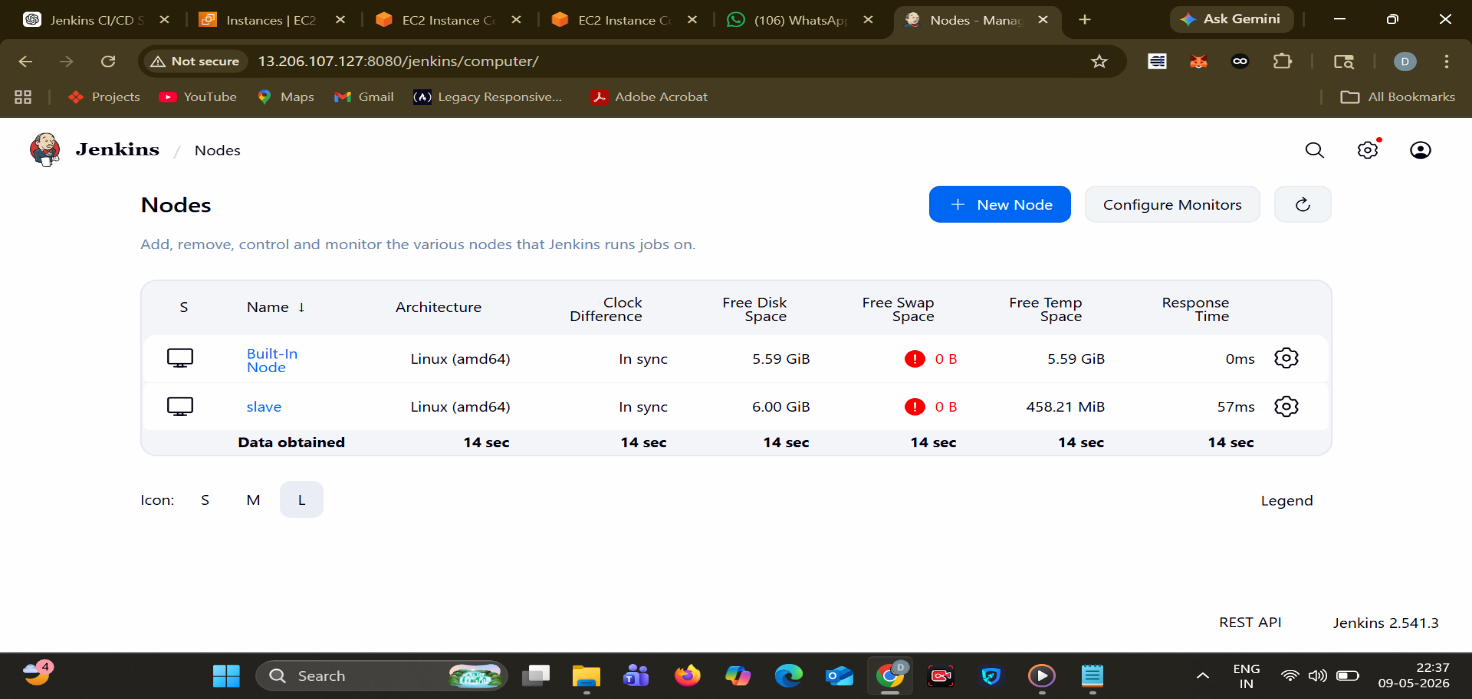 Jenkins CI/CD S
Instances | EC2
EC2 Instance Co
EC2 Instance Co
(106) WhatsApp
Nodes - Manag
Ask Gemini
Not secure
13.206.107.127:8080/jenkins/computer/
D
Projects
YouTube
Maps
Gmail
Legacy Responsive...
Adobe Acrobat
All Bookmarks
Jenkins / Nodes
Nodes
New Node
Configure Monitors
Add, remove, control and monitor the various nodes that Jenkins runs jobs on.
S Name ↓ Architecture Clock Difference Free Disk Space Free Swap Space Free Temp Space Response Time
Built-In Node Linux (amd64) In sync 5.59 GiB 0 B 5.59 GiB 0ms
slave Linux (amd64) In sync 6.00 GiB 0 B 458.21 MiB 57ms
Data obtained 14 sec 14 sec 14 sec 14 sec 14 sec 14 sec
Icon: S M L
Legend
REST API
Jenkins 2.541.3
4
Search
D
ENG
IN
22:37
09-05-2026